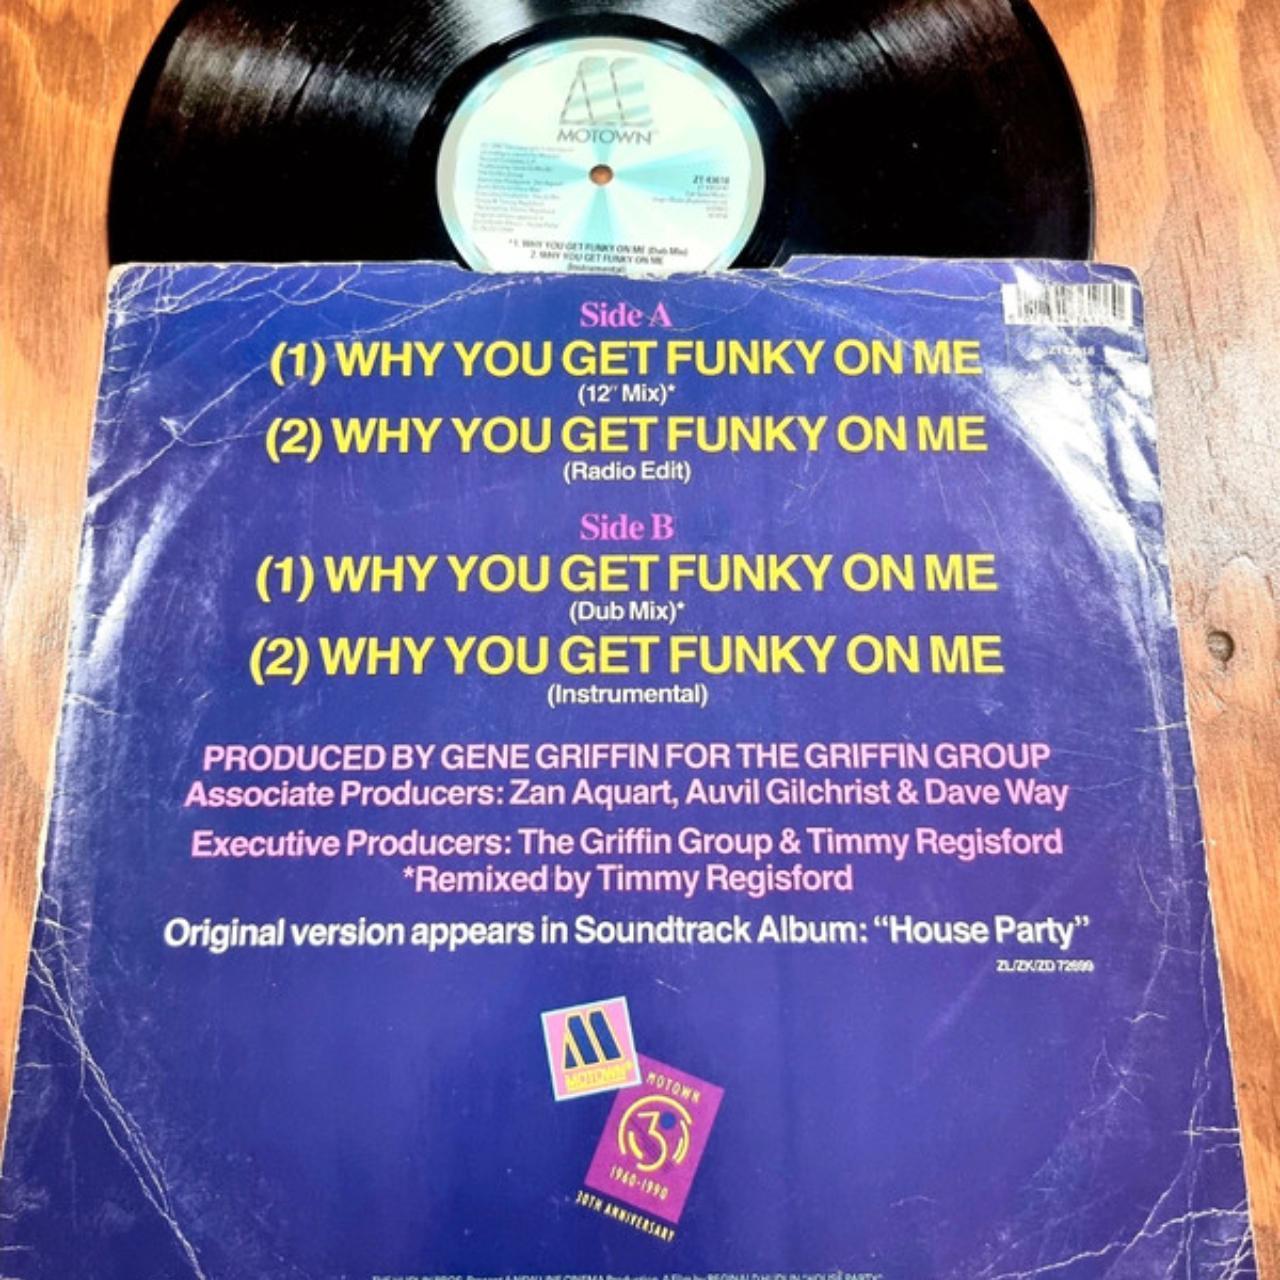 MOTOWN
ZT 43618
*1. WHY YOU GET FUNKY ON ME (Dub Mix)
2. WHY YOU GET FUNKY ON ME
(Instrumental)
Side A
(1) WHY YOU GET FUNKY ON ME
(12" Mix)*
(2) WHY YOU GET FUNKY ON ME
(Radio Edit)
Side B
(1) WHY YOU GET FUNKY ON ME
(Dub Mix)*
(2) WHY YOU GET FUNKY ON ME
(Instrumental)
PRODUCED BY GENE GRIFFIN FOR THE GRIFFIN GROUP
Associate Producers: Zan Aquart, Auvil Gilchrist & Dave Way
Executive Producers: The Griffin Group & Timmy Regisford
*Remixed by Timmy Regisford
Original version appears in Soundtrack Album: “House Party”
ZL/ZK/ZD 72699
M
MOTOWN
MOTOWN
30
1960-1990
30TH ANNIVERSARY